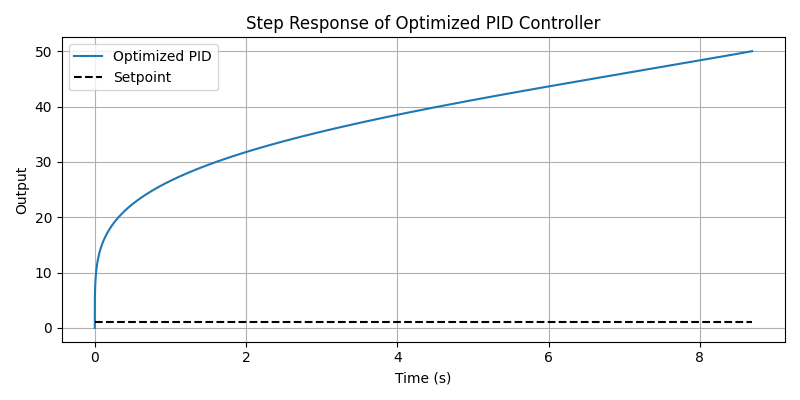 Step Response of Optimized PID Controller
Optimized PID
Setpoint
Output
50
40
30
20
10
0
0 2 4 6 8
Time (s)